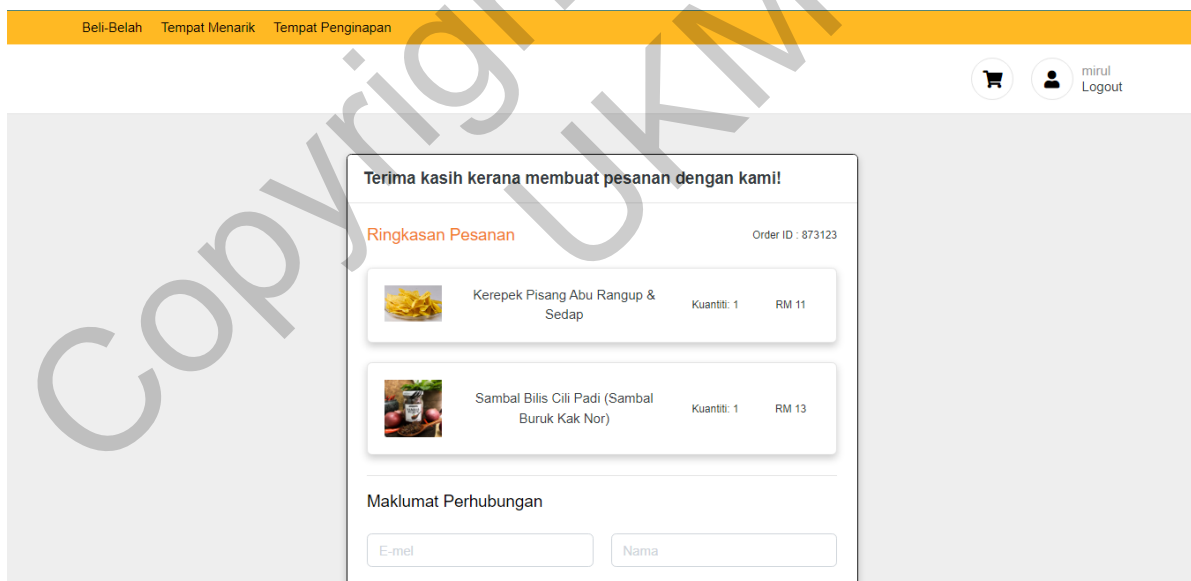 Beli-Belah Tempat Menarik Tempat Penginapan
mirul
Logout
Terima kasih kerana membuat pesanan dengan kami!
Ringkasan Pesanan
Order ID : 873123
Kerepek Pisang Abu Rangup &
Sedap
Kuantiti: 1
RM 11
Sambal Bilis Cili Padi (Sambal
Buruk Kak Nor)
Kuantiti: 1
RM 13
Maklumat Perhubungan
E-mel
Nama
Copyright
UKM